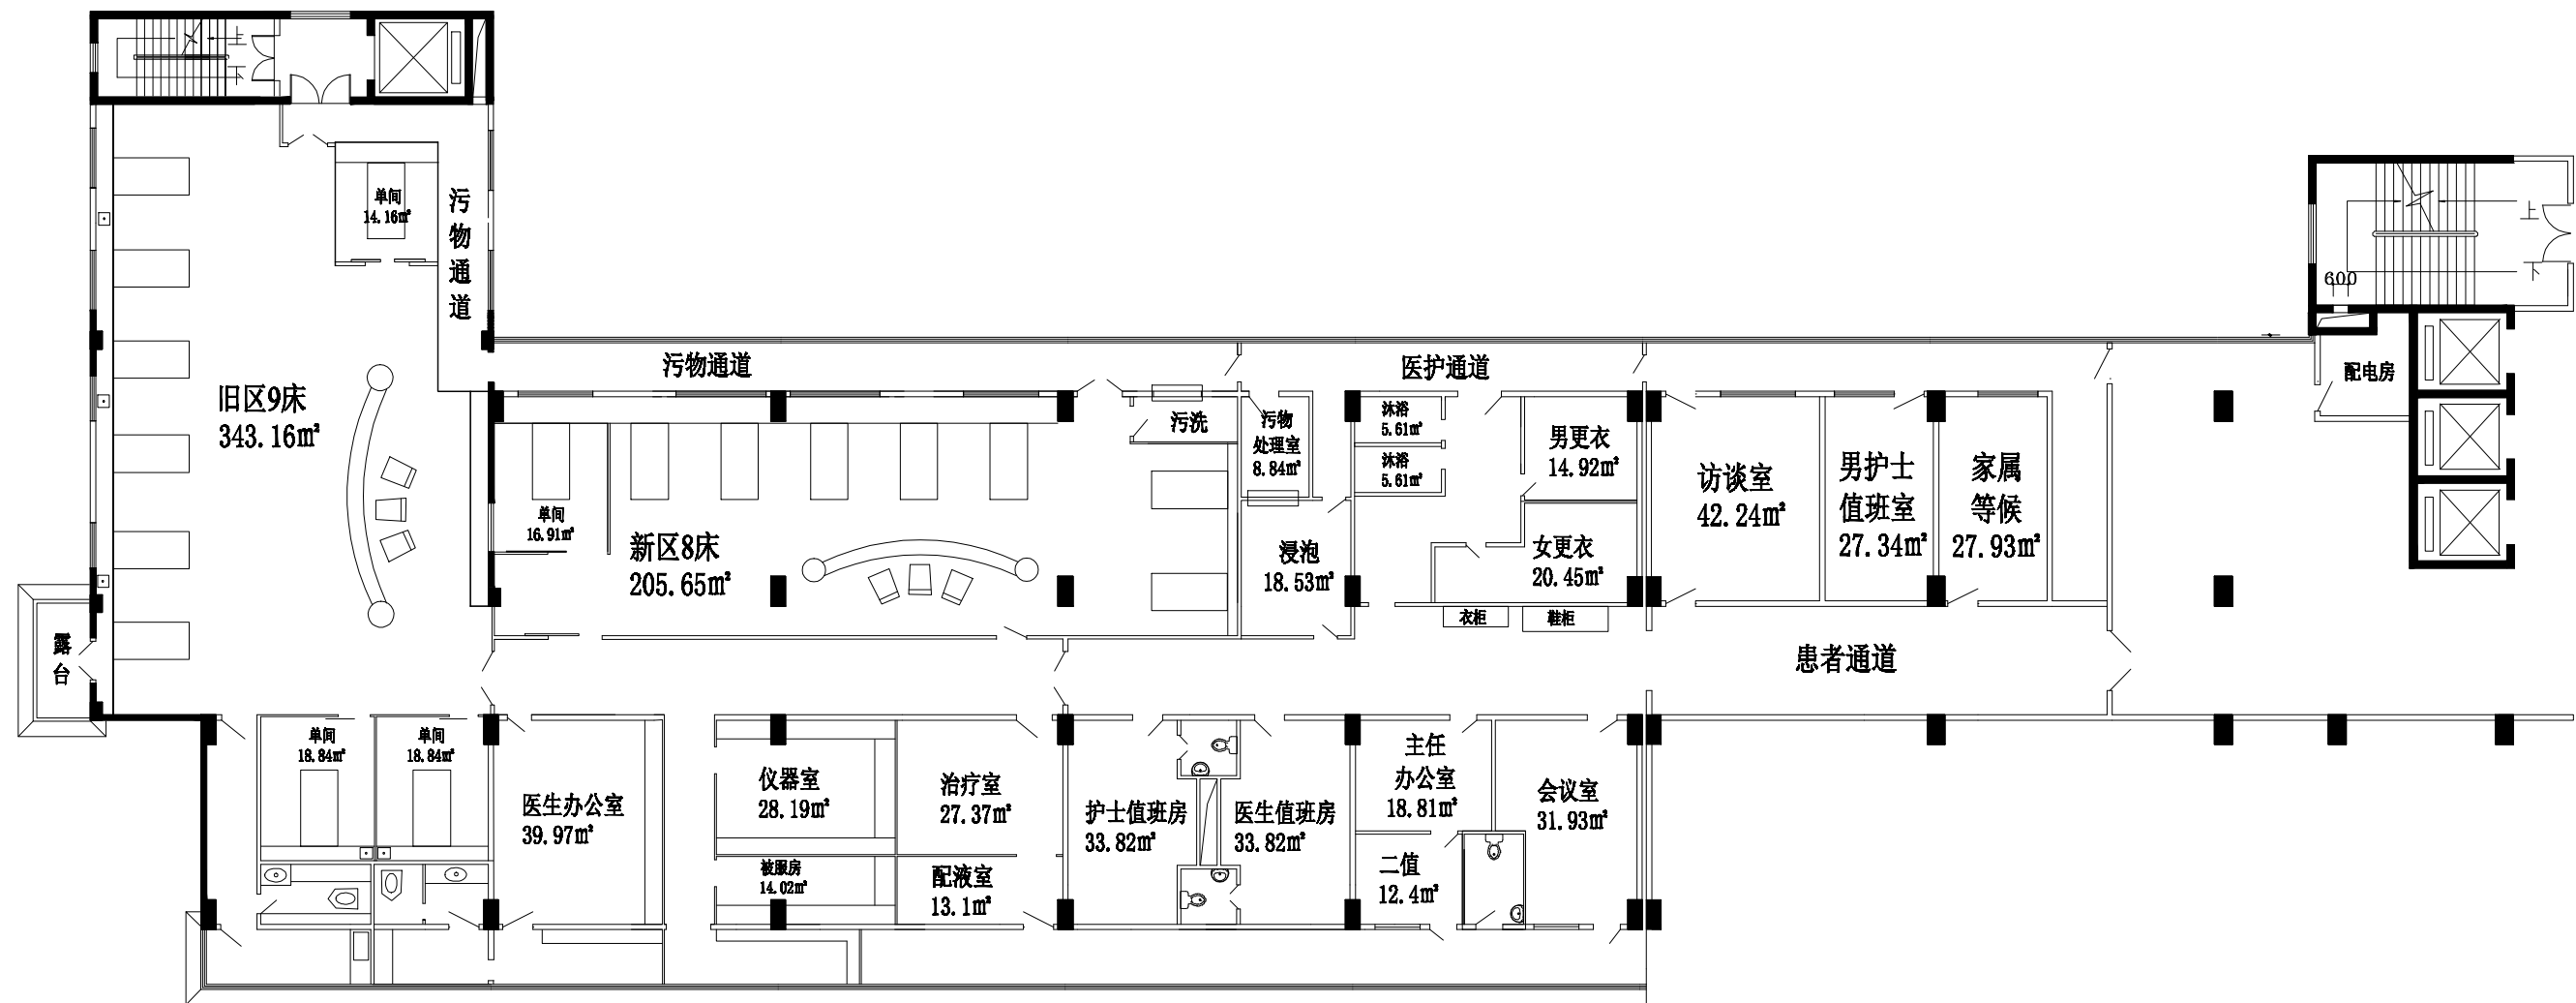 上
下
单间
14.16㎡
污物通道
上
下
600
污物通道
医护通道
配电房
旧区9床
343.16㎡
污洗
污物
处理室
8.84㎡
沐浴
5.61㎡
沐浴
5.61㎡
男更衣
14.92㎡
访谈室
42.24㎡
男护士
值班室
27.34㎡
家属
等候
27.93㎡
单间
16.91㎡
新区8床
205.65㎡
浸泡
18.53㎡
女更衣
20.45㎡
衣柜
鞋柜
露台
患者通道
单间
18.84㎡
单间
18.84㎡
医生办公室
39.97㎡
仪器室
28.19㎡
治疗室
27.37㎡
护士值班房
33.82㎡
医生值班房
33.82㎡
主任
办公室
18.81㎡
会议室
31.93㎡
被服房
14.02㎡
配液室
13.1㎡
二值
12.4㎡